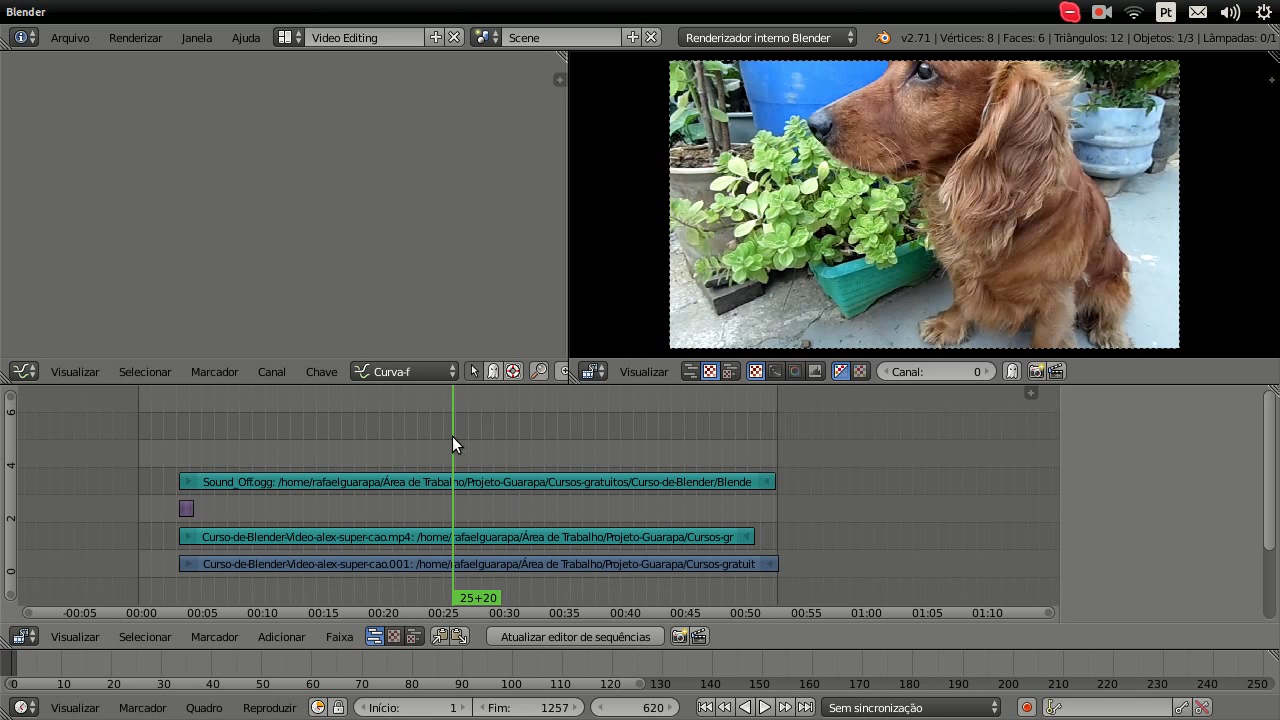 Blender
Pt
Arquivo Renderizar Janela Ajuda Video Editing Scene Renderizador interno Blender v2.71 | Vértices: 8 | Faces: 6 | Triângulos: 12 | Objetos: 1/3 | Lâmpadas: 0/1
Visualizar Selecionar Marcador Canal Chave Curva-f Visualizar Canal: 0
6
4
2
0
Sound_Off.ogg: /home/rafaelguarapa/Área de Trabalho/Projeto-Guarapa/Cursos-gratuitos/Curso-de-Blender/Blende
Curso-de-Blender-Video-alex-super-cao.mp4: /home/rafaelguarapa/Área de Trabalho/Projeto-Guarapa/Cursos-gr
Curso-de-Blender-Video-alex-super-cao.001: /home/rafaelguarapa/Área de Trabalho/Projeto-Guarapa/Cursos-gratuit
25+20
-00:05 00:00 00:05 00:10 00:15 00:20 00:25 00:30 00:35 00:40 00:45 00:50 00:55 01:00 01:05 01:10
Visualizar Selecionar Marcador Adicionar Faixa Atualizar editor de sequências
0 10 20 30 40 50 60 70 80 90 100 110 120 130 140 150 160 170 180 190 200 210 220 230 240 250
Visualizar Marcador Quadro Reproduzir Início: 1 Fim: 1257 620 Sem sincronização